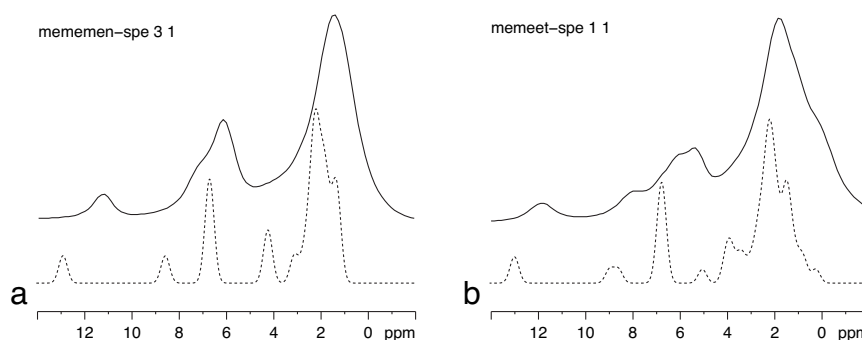 mememen-spe 3 1
a
12 10 8 6 4 2 0 ppm
memeet-spe 1 1
b
12 10 8 6 4 2 0 ppm